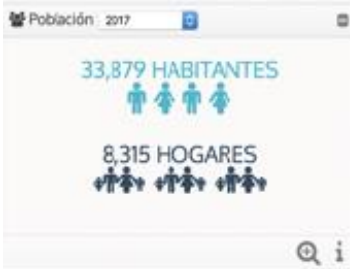 Población 2017
33,879 HABITANTES
8,315 HOGARES
i